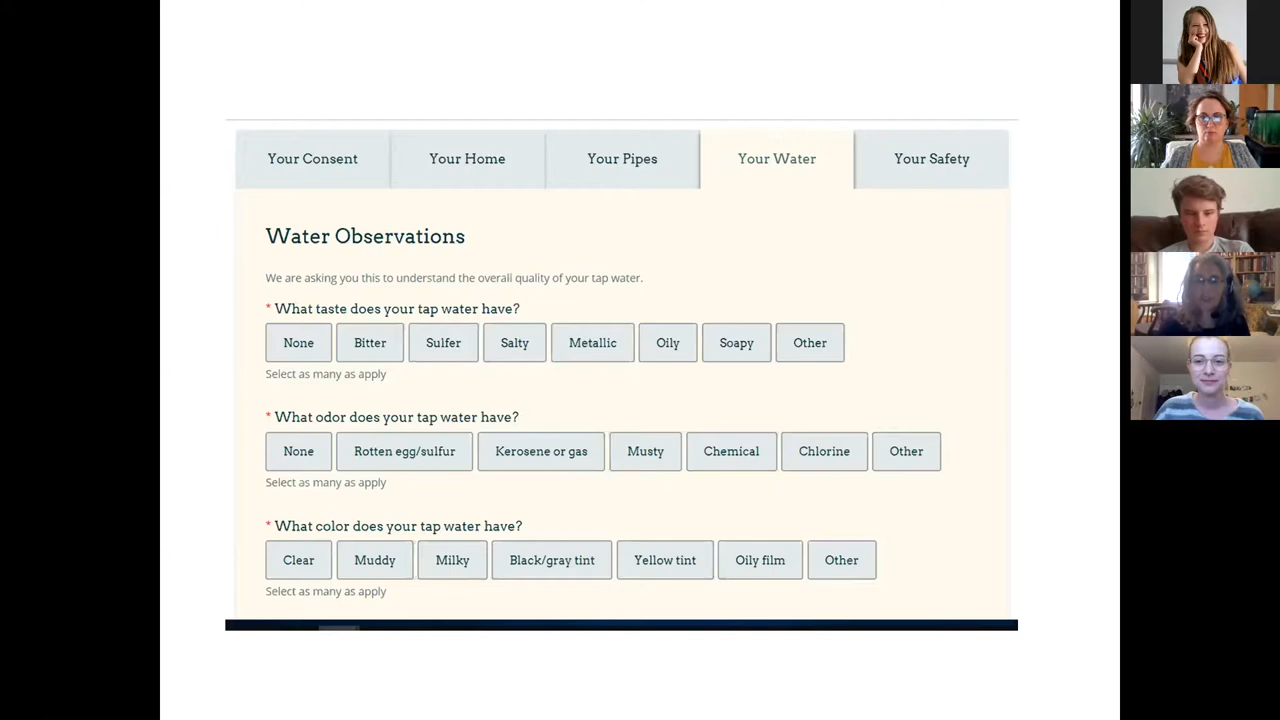 Your Consent Your Home Your Pipes Your Water Your Safety
Water Observations
We are asking you this to understand the overall quality of your tap water.
* What taste does your tap water have?
None Bitter Sulfer Salty Metallic Oily Soapy Other
Select as many as apply
* What odor does your tap water have?
None Rotten egg/sulfur Kerosene or gas Musty Chemical Chlorine Other
Select as many as apply
* What color does your tap water have?
Clear Muddy Milky Black/gray tint Yellow tint Oily film Other
Select as many as apply